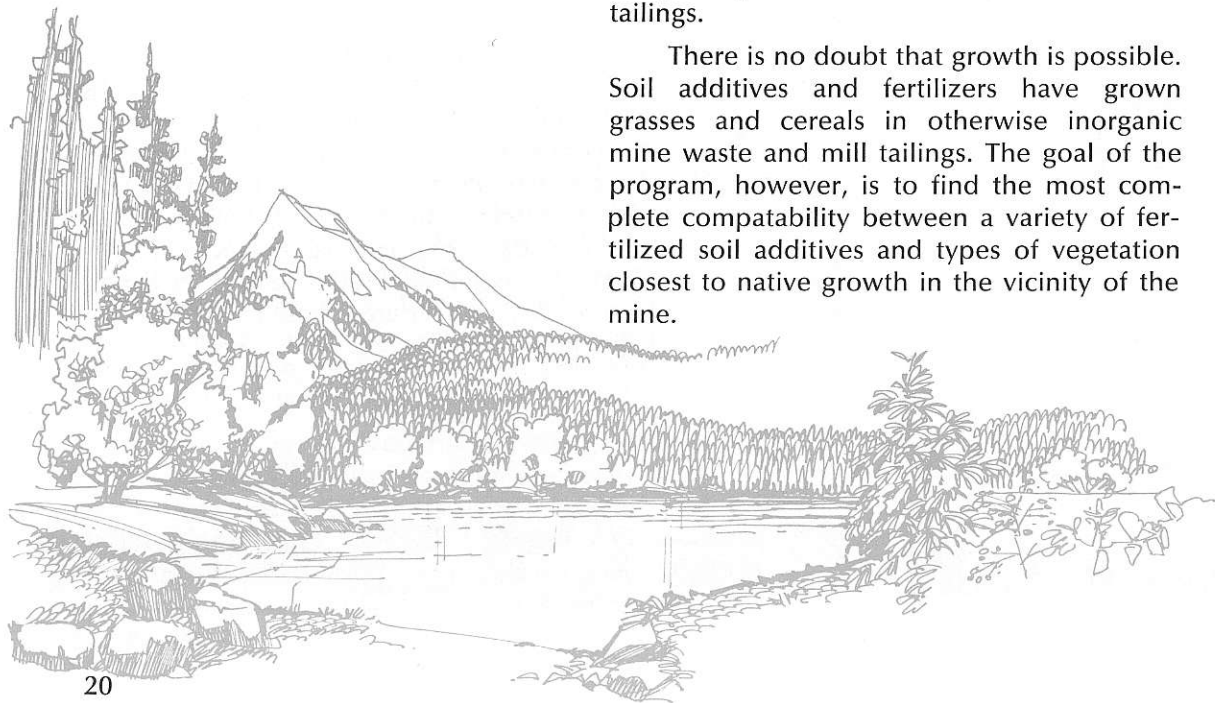 tailings.
There is no doubt that growth is possible.
Soil additives and fertilizers have grown
grasses and cereals in otherwise inorganic
mine waste and mill tailings. The goal of the
program, however, is to find the most com-
plete compatability between a variety of fer-
tilized soil additives and types of vegetation
closest to native growth in the vicinity of the
mine.
20